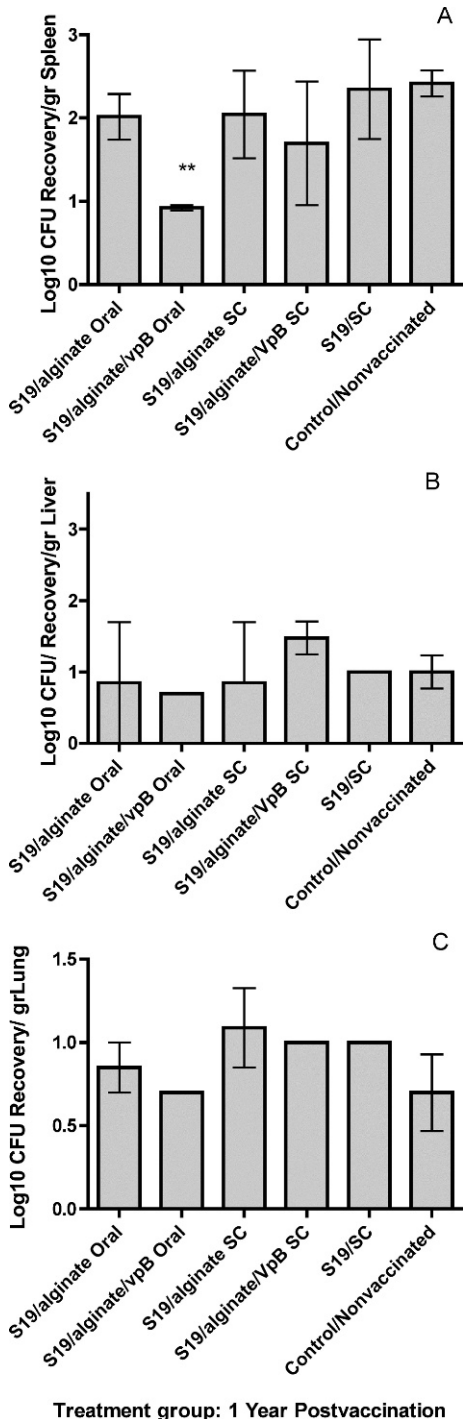 A
Log10 CFU Recovery/gr Spleen
3
2
1
0
**
S19/alginate Oral
S19/alginate/vpB Oral
S19/alginate SC
S19/alginate/VpB SC
S19/SC
Control/Nonvaccinated
B
Log10 CFU/ Recovery/gr Liver
3
2
1
0
S19/alginate Oral
S19/alginate/vpB Oral
S19/alginate SC
S19/alginate/VpB SC
S19/SC
Control/Nonvaccinated
C
Log10 CFU Recovery/ grLung
1.5
1.0
0.5
0.0
S19/alginate Oral
S19/alginate/vpB Oral
S19/alginate SC
S19/alginate/VpB SC
S19/SC
Control/Nonvaccinated
Treatment group: 1 Year Postvaccination